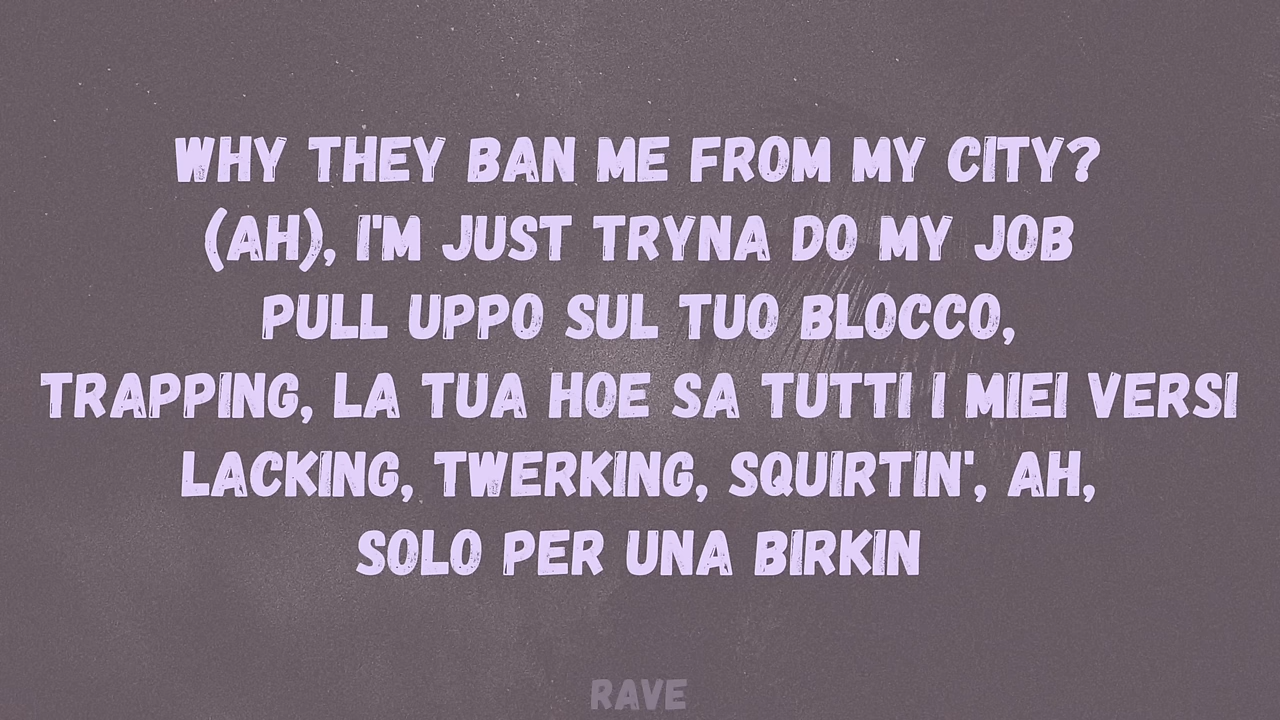 WHY THEY BAN ME FROM MY CITY?
(AH), I'M JUST TRYNA DO MY JOB
PULL UPPO SUL TUO BLOCCO,
TRAPPING, LA TUA HOE SA TUTTI I MIEI VERSI
LACKING, TWERKING, SQUIRTIN', AH,
SOLO PER UNA BIRKIN
RAVE